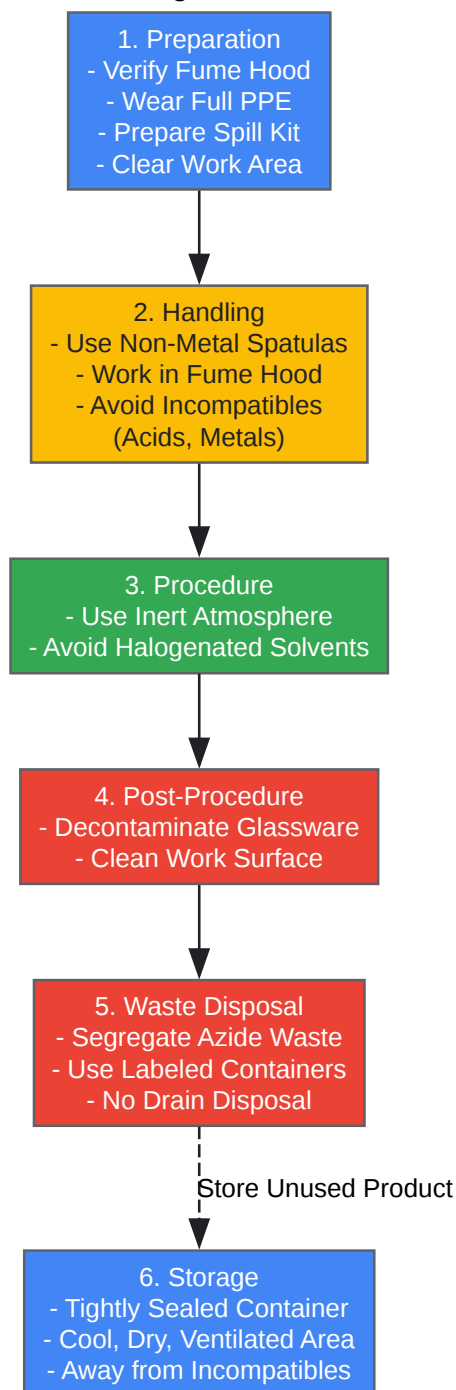 1. Preparation
- Verify Fume Hood
- Wear Full PPE
- Prepare Spill Kit
- Clear Work Area
2. Handling
- Use Non-Metal Spatulas
- Work in Fume Hood
- Avoid Incompatibles
(Acids, Metals)
3. Procedure
- Use Inert Atmosphere
- Avoid Halogenated Solvents
4. Post-Procedure
- Decontaminate Glassware
- Clean Work Surface
5. Waste Disposal
- Segregate Azide Waste
- Use Labeled Containers
- No Drain Disposal
Store Unused Product
6. Storage
- Tightly Sealed Container
- Cool, Dry, Ventilated Area
- Away from Incompatibles